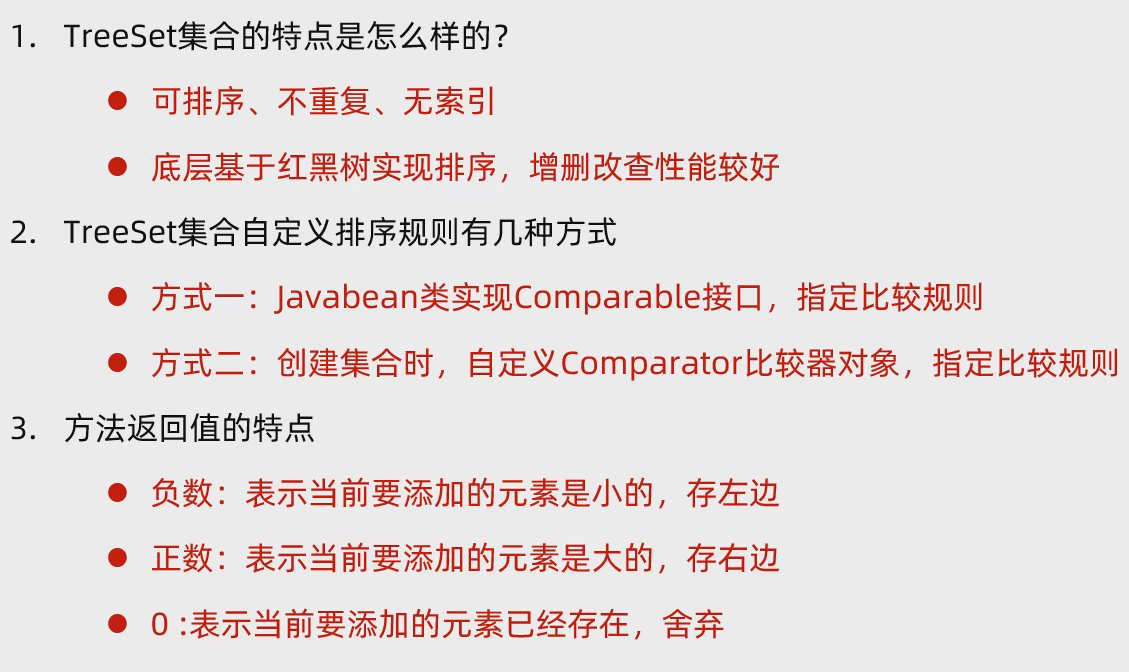 1. TreeSet集合的特点是怎么样的？
● 可排序、不重复、无索引
● 底层基于红黑树实现排序，增删改查性能较好
2. TreeSet集合自定义排序规则有几种方式
● 方式一：Javabean类实现Comparable接口，指定比较规则
● 方式二：创建集合时，自定义Comparator比较器对象，指定比较规则
3. 方法返回值的特点
● 负数：表示当前要添加的元素是小的，存左边
● 正数：表示当前要添加的元素是大的，存右边
● 0 :表示当前要添加的元素已经存在，舍弃